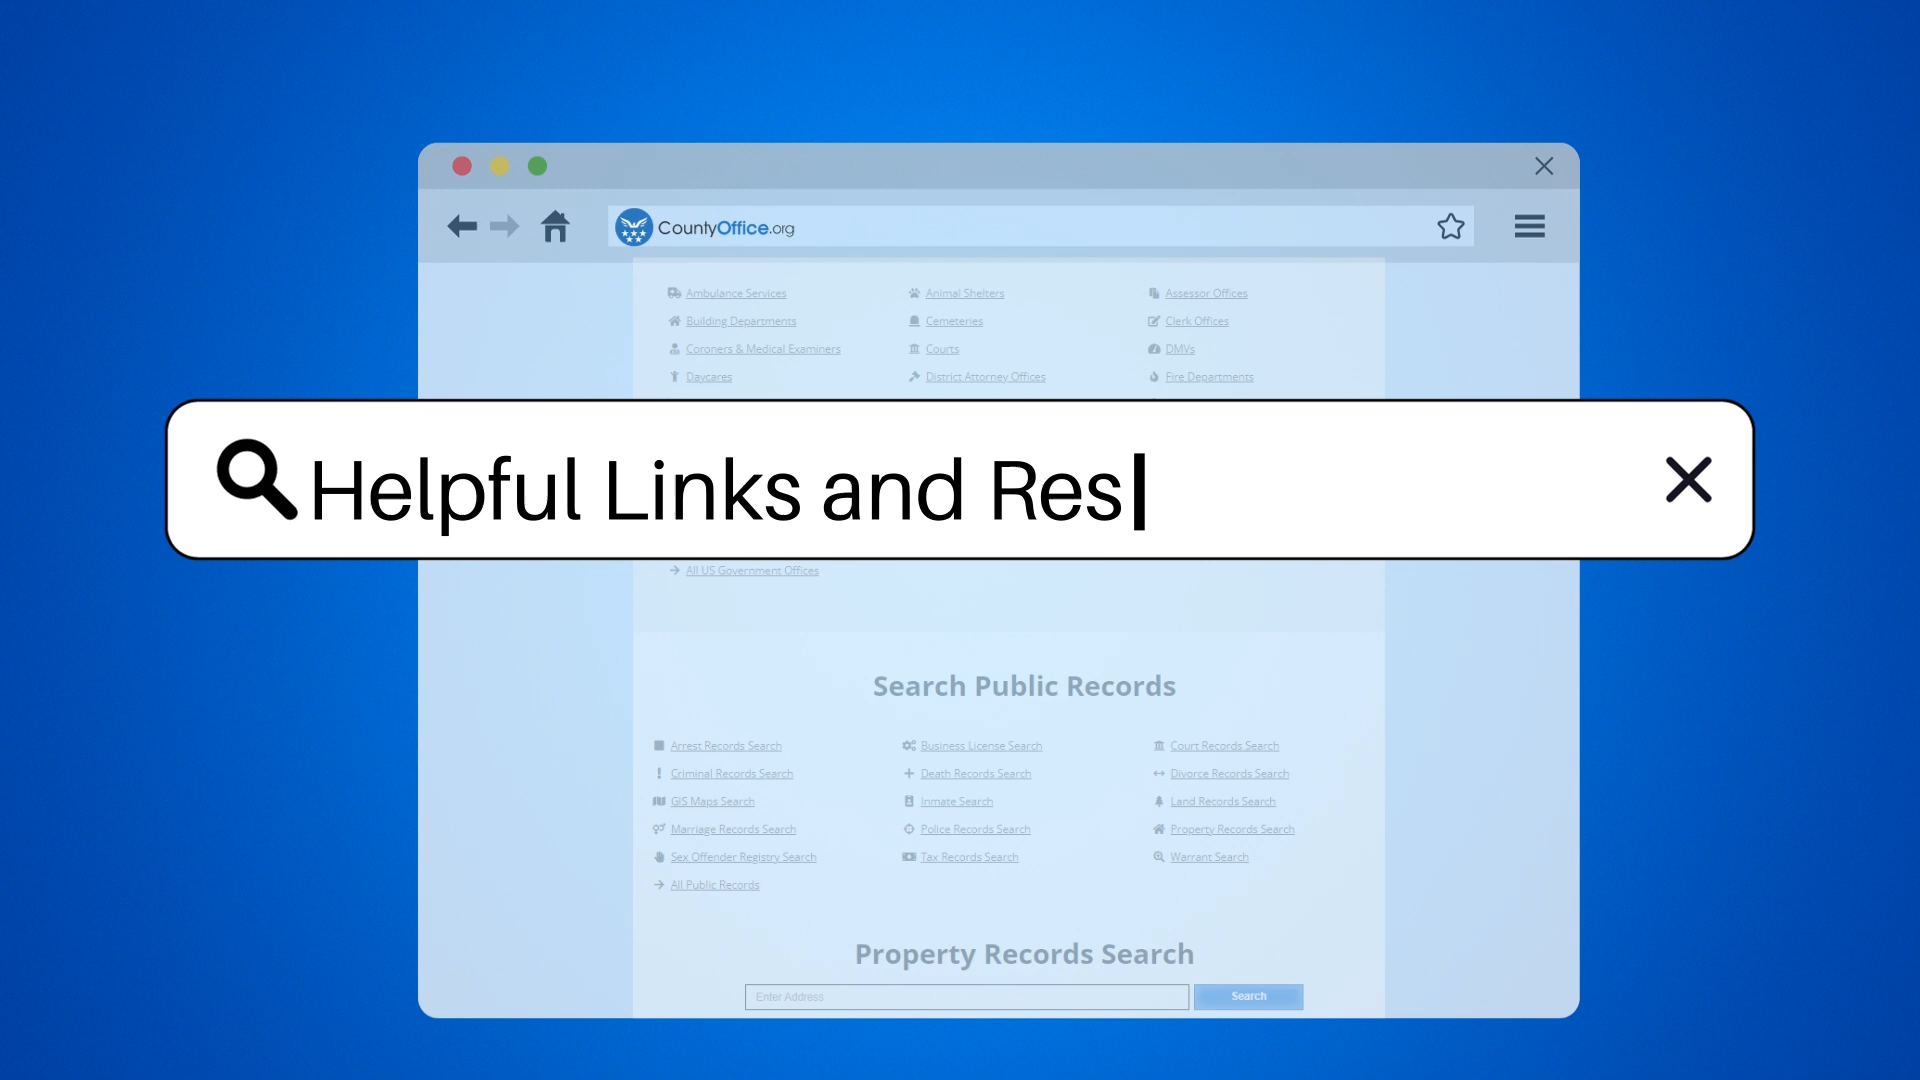 CountyOffice.org
Ambulance Services Animal Shelters Assessor Offices
Building Departments Cemeteries Clerk Offices
Coroners & Medical Examiners Courts DMVs
Daycares District Attorney Offices Fire Departments
Helpful Links and Res
All US Government Offices
Search Public Records
Arrest Records Search Business License Search Court Records Search
Criminal Records Search Death Records Search Divorce Records Search
GIS Maps Search Inmate Search Land Records Search
Marriage Records Search Police Records Search Property Records Search
Sex Offender Registry Search Tax Records Search Warrant Search
All Public Records
Property Records Search
Enter Address Search